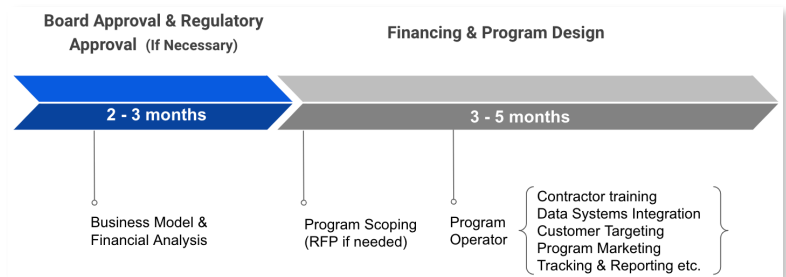 Board Approval & Regulatory
Approval (If Necessary)
Financing & Program Design
2 - 3 months
3 - 5 months
Business Model &
Financial Analysis
Program Scoping
(RFP if needed)
Program
Operator
Contractor training
Data Systems Integration
Customer Targeting
Program Marketing
Tracking & Reporting etc.